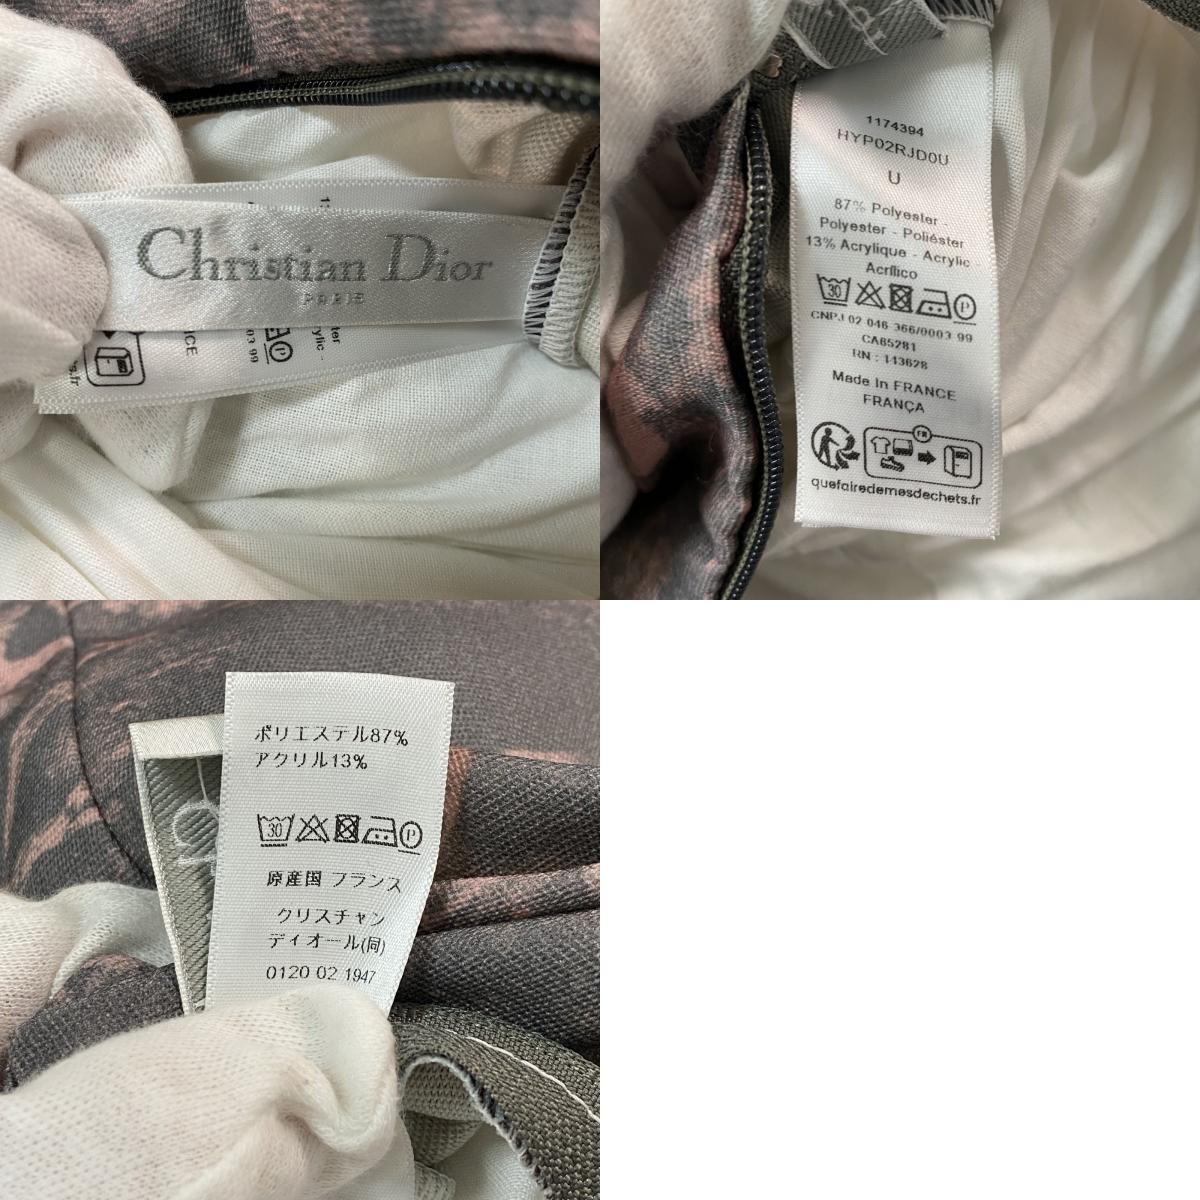 Christian Dior
PARIS
1174394
HYP02RJD0U
U
87% Polyester -
Polyester - Poliéster
13% Acrylique - Acrylic
Acrílico
30
P
CNPJ 02 046 366/0003 99
CA65281
RN : 143628
Made In FRANCE
FRANÇA
FR
quefairedemesdechets.fr
ポリエステル87%
アクリル13%
30
P
原産国 フランス
クリスチャン
ディオール(同)
0120 02 1947